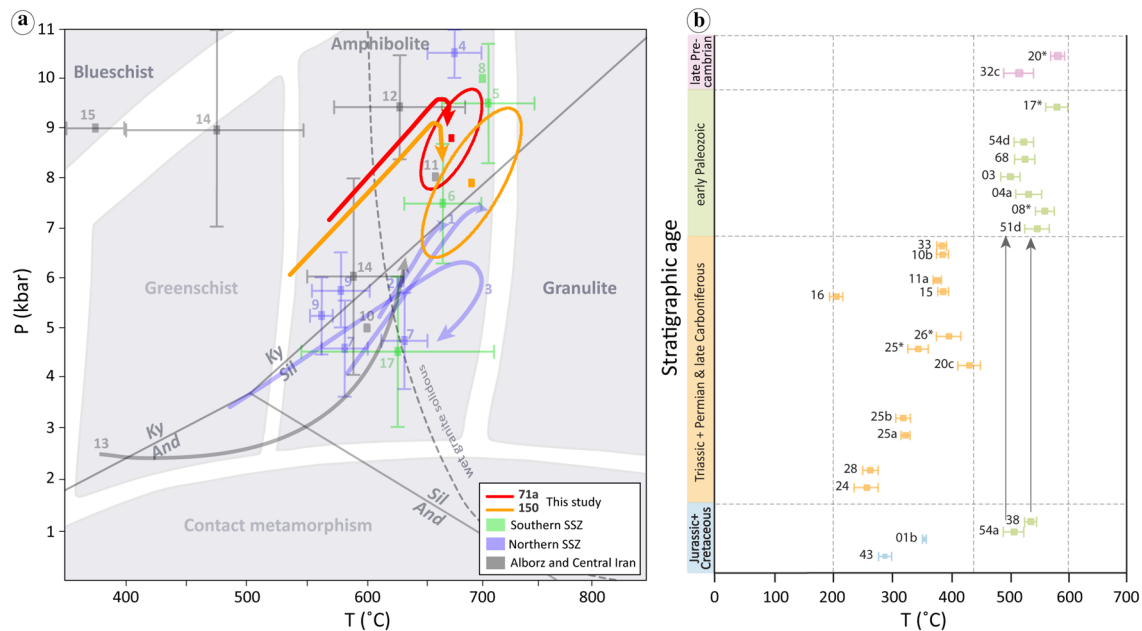 a
11
10
9
8
7
6
5
4
3
2
1
P (kbar)
400
500
600
700
800
T (˚C)
Blueschist
Amphibolite
Greenschist
Granulite
Contact metamorphism
Ky
Sil
Ky
And
Sil
And
wet granite solidous
15
14
12
4
8
5
11
6
1
14
2
3
9
9
10
7
7
17
13
71a
150
This study
Southern SSZ
Northern SSZ
Alborz and Central Iran
b
Stratigraphic age
late Pre-
cambrian
early Paleozoic
Triassic + Permian & late Carboniferous
Jurassic+
Cretaceous
20*
32c
17*
54d
68
03
04a
08*
51d
33
10b
11a
15
16
26*
25*
20c
25b
25a
28
24
38
54a
01b
43
0
100
200
300
400
500
600
700
T (˚C)